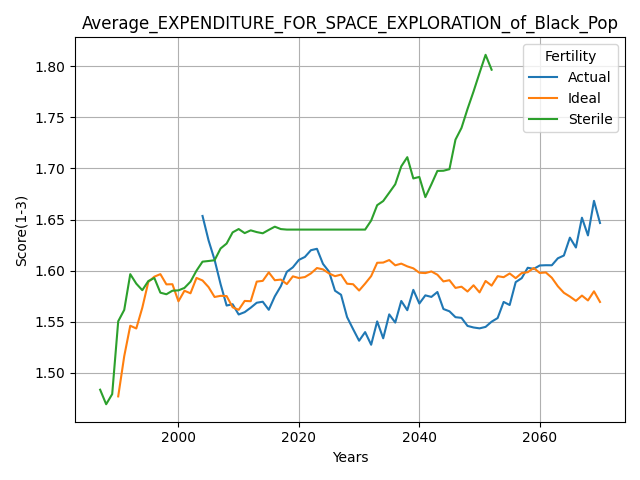 Average_EXPENDITURE_FOR_SPACE_EXPLORATION_of_Black_Pop
Fertility
Actual
Ideal
Sterile
Score(1-3)
1.80
1.75
1.70
1.65
1.60
1.55
1.50
2000 2020 2040 2060
Years